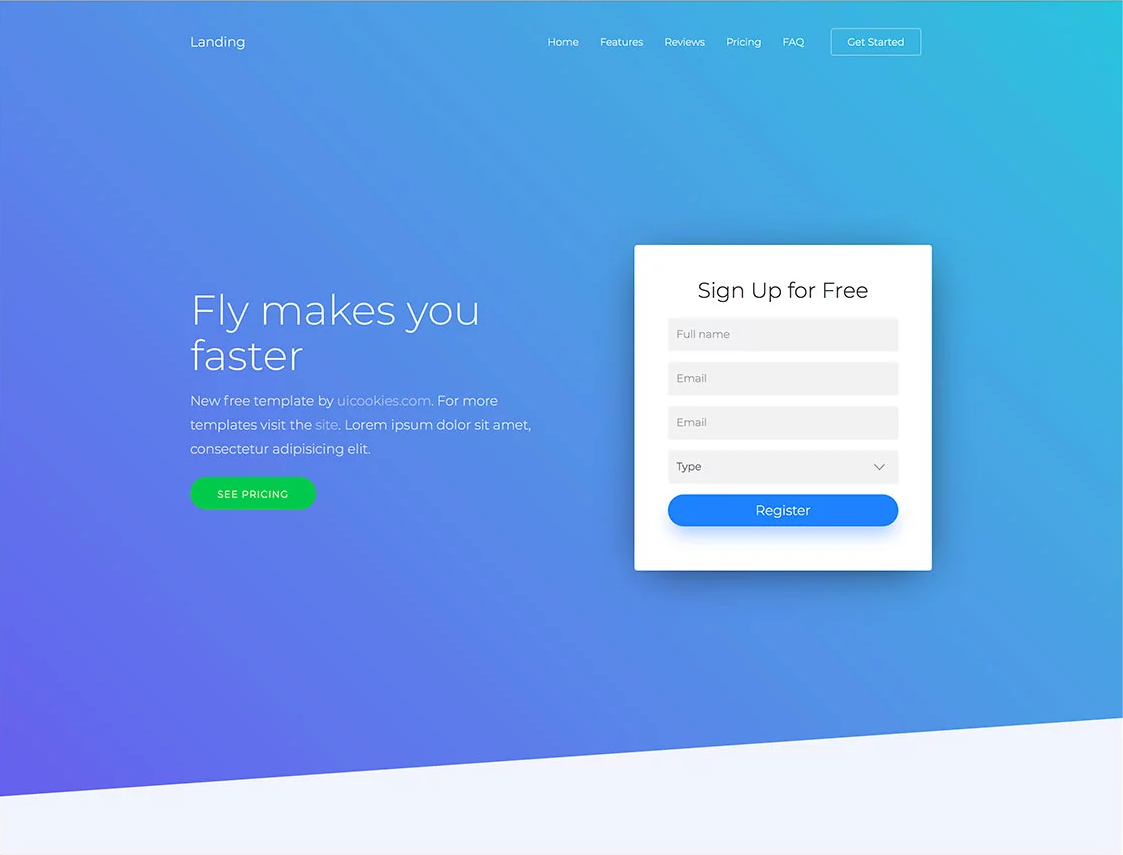 Landing
Home Features Reviews Pricing FAQ Get Started
Fly makes you
faster
New free template by uicookies.com. For more
templates visit the site. Lorem ipsum dolor sit amet,
consectetur adipisicing elit.
SEE PRICING
Sign Up for Free
Full name
Email
Email
Type
Register